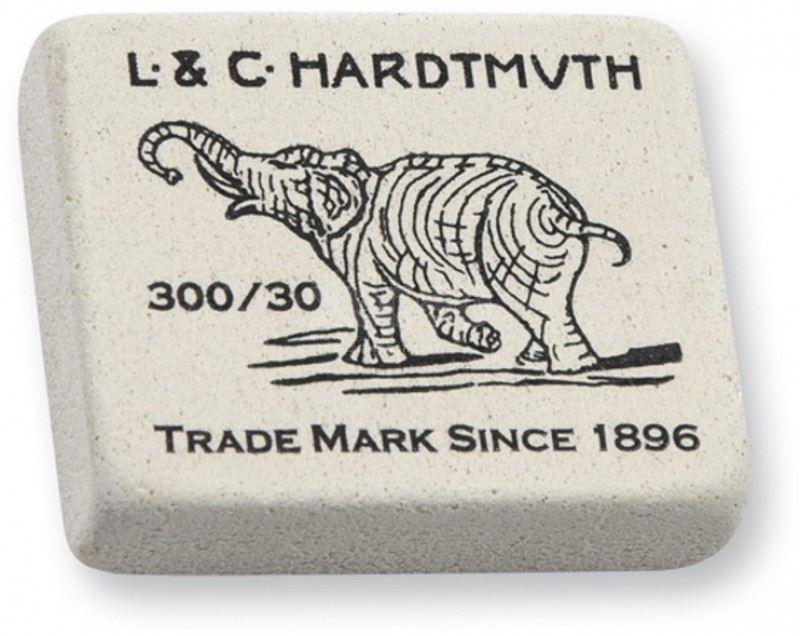 L·& C· HARDTMVTH
300/30
TRADE MARK SINCE 1896